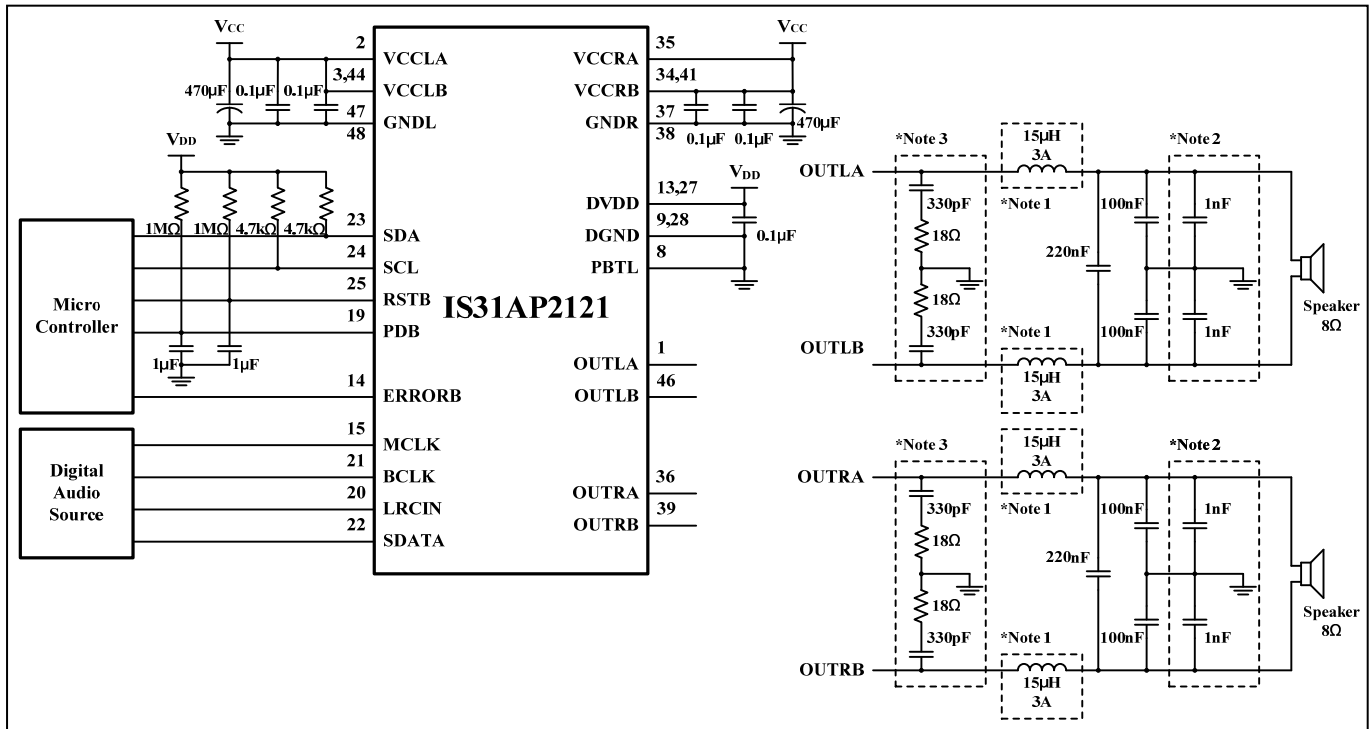 VCC
470μF
0.1μF
0.1μF
2
VCCLA
3,44
VCCLB
47
GNDL
48
VDD
1MΩ
1MΩ
4.7kΩ
4.7kΩ
Micro
Controller
23
SDA
24
SCL
25
RSTB
19
PDB
1μF
1μF
14
ERRORB
Digital
Audio
Source
15
MCLK
21
BCLK
20
LRCIN
22
SDATA
IS31AP2121
35
VCCRA
34,41
VCCRB
37
GNDR
38
VCC
0.1μF
0.1μF
470μF
VDD
13,27
DVDD
9,28
DGND
0.1μF
8
PBTL
1
OUTLA
46
OUTLB
36
OUTRA
39
OUTRB
*Note 3
15μH
3A
*Note 2
OUTLA
*Note 1
330pF
18Ω
18Ω
330pF
220nF
100nF
100nF
1nF
1nF
Speaker
8Ω
*Note 1
OUTLB
15μH
3A
*Note 3
15μH
3A
*Note 2
OUTRA
*Note 1
330pF
18Ω
18Ω
330pF
220nF
100nF
100nF
1nF
1nF
Speaker
8Ω
*Note 1
OUTRB
15μH
3A